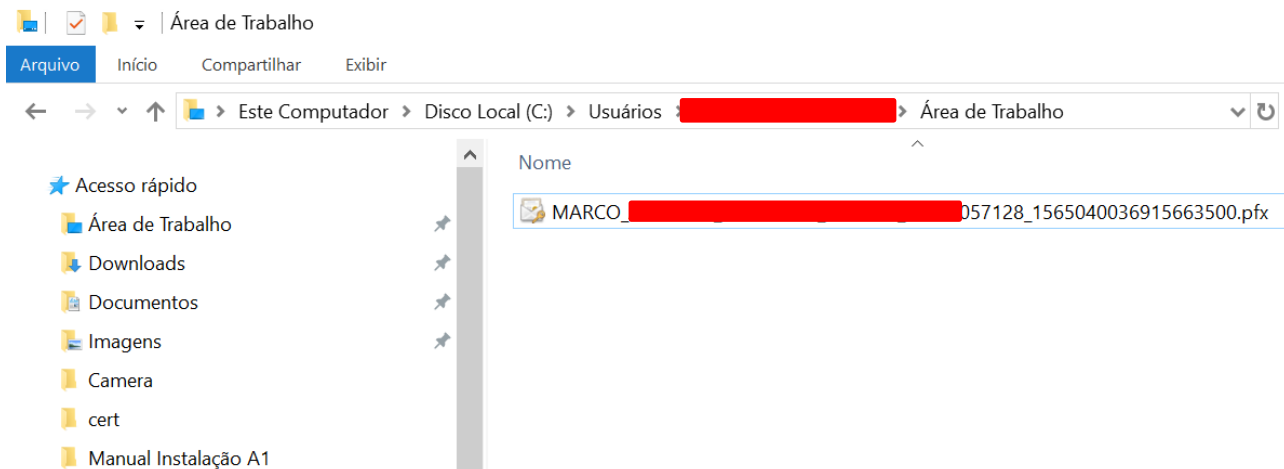 Área de Trabalho
Arquivo Início Compartilhar Exibir
Este Computador > Disco Local (C:) > Usuários > > Área de Trabalho
Nome
Acesso rápido
MARCO_ 057128_1565040036915663500.pfx
Área de Trabalho
Downloads
Documentos
Imagens
Camera
cert
Manual Instalação A1